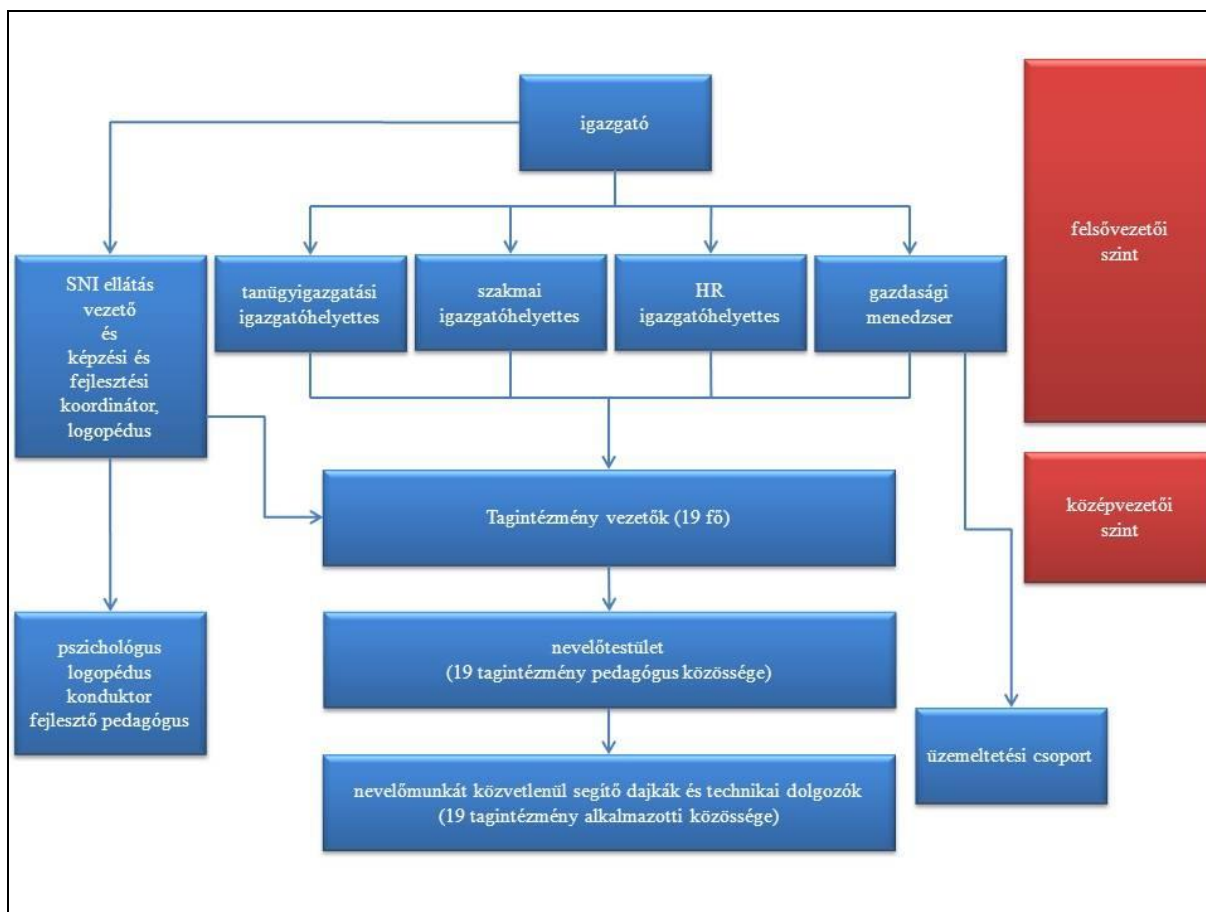 igazgató
SNI ellátás
vezető
és
képzési és
fejlesztési
koordinátor,
logopédus
tanügyigazgatási
igazgatóhelyettes
szakmai
igazgatóhelyettes
HR
igazgatóhelyettes
gazdasági
menedzser
felsővezetői
szint
Tagintézmény vezetők (19 fő)
középvezetői
szint
pszichológus
logopédus
konduktor
fejlesztő pedagógus
nevelőtestület
(19 tagintézmény pedagógus közössége)
üzemeltetési csoport
nevelőmunkát közvetlenül segítő dajkák és technikai dolgozók
(19 tagintézmény alkalmazotti közössége)